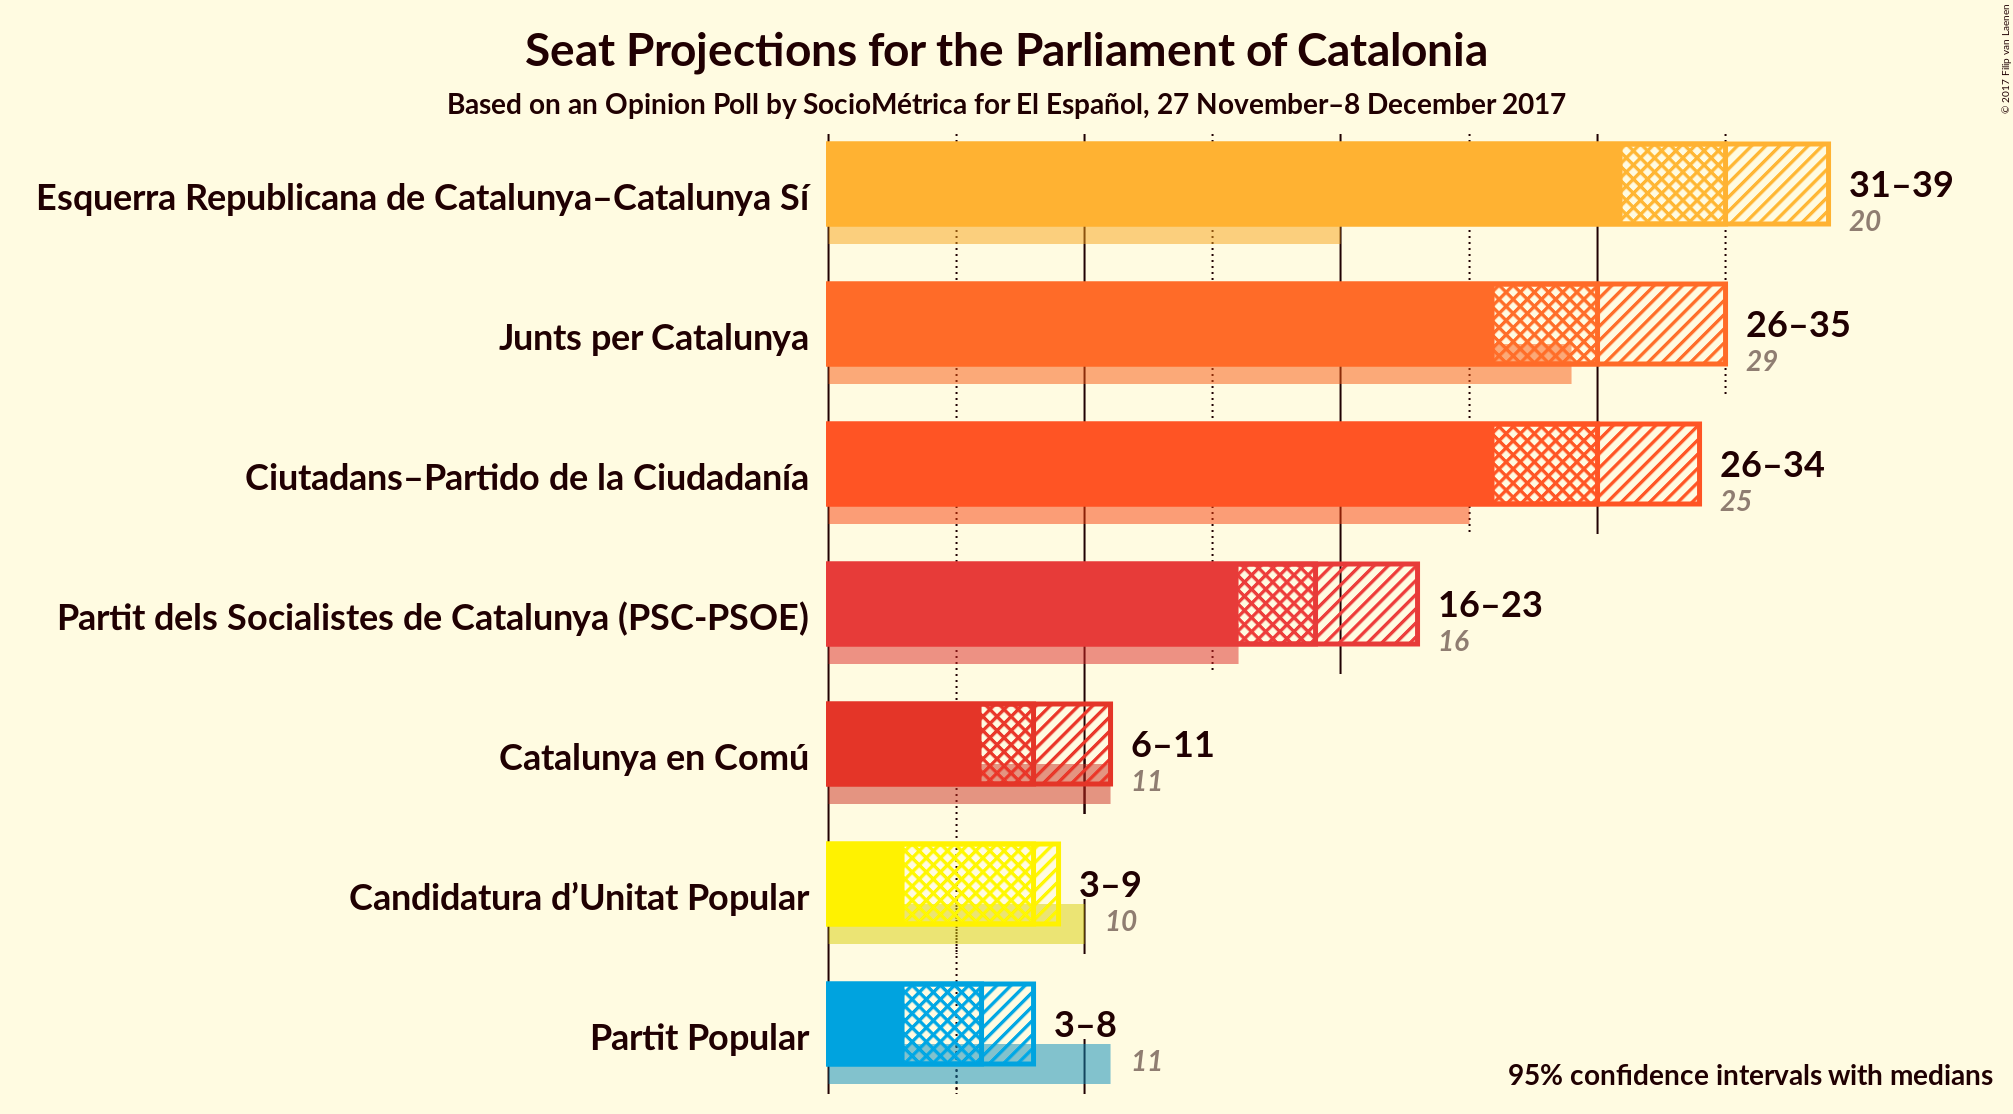 Seat Projections for the Parliament of Catalonia
Based on an Opinion Poll by SocioMétrica for El Español, 27 November–8 December 2017
© 2017 Filip van Laenen
Esquerra Republicana de Catalunya–Catalunya Sí
31–39
20
Junts per Catalunya
26–35
29
Ciutadans–Partido de la Ciudadanía
26–34
25
Partit dels Socialistes de Catalunya (PSC-PSOE)
16–23
16
Catalunya en Comú
6–11
11
Candidatura d’Unitat Popular
3–9
10
Partit Popular
3–8
11
95% confidence intervals with medians